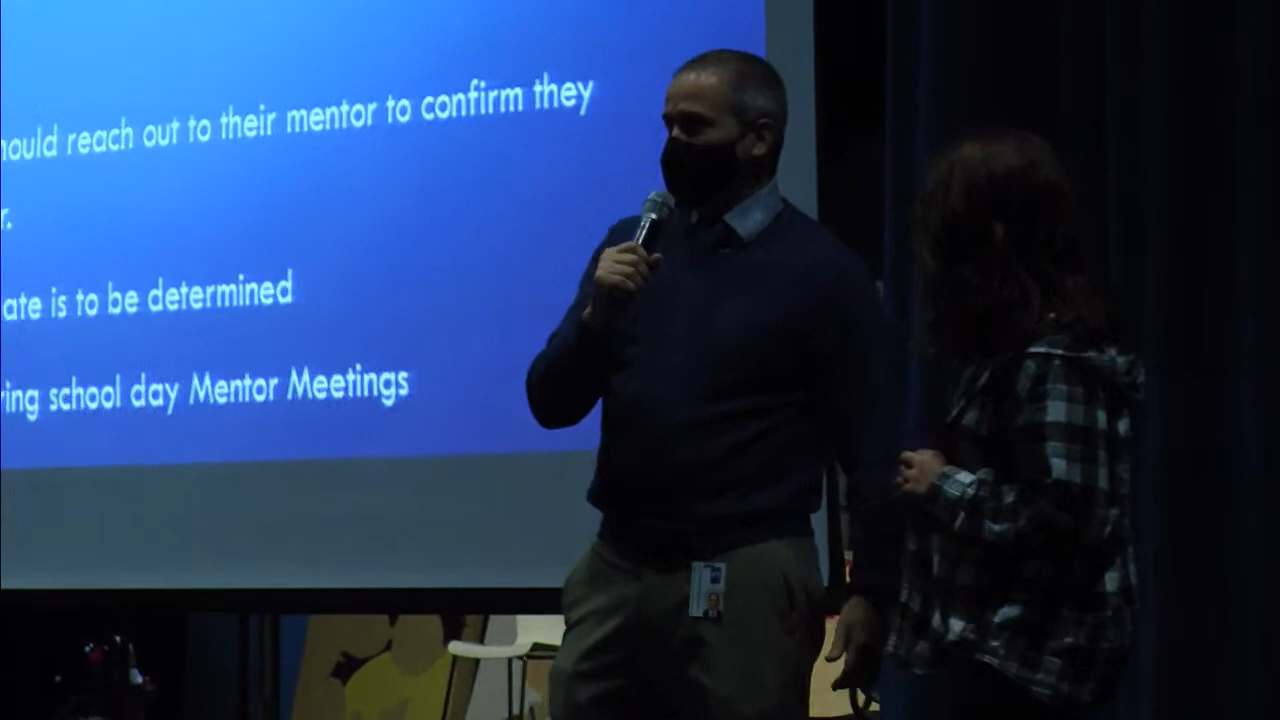 hould reach out to their mentor to confirm they
r.
ate is to be determined
ring school day Mentor Meetings